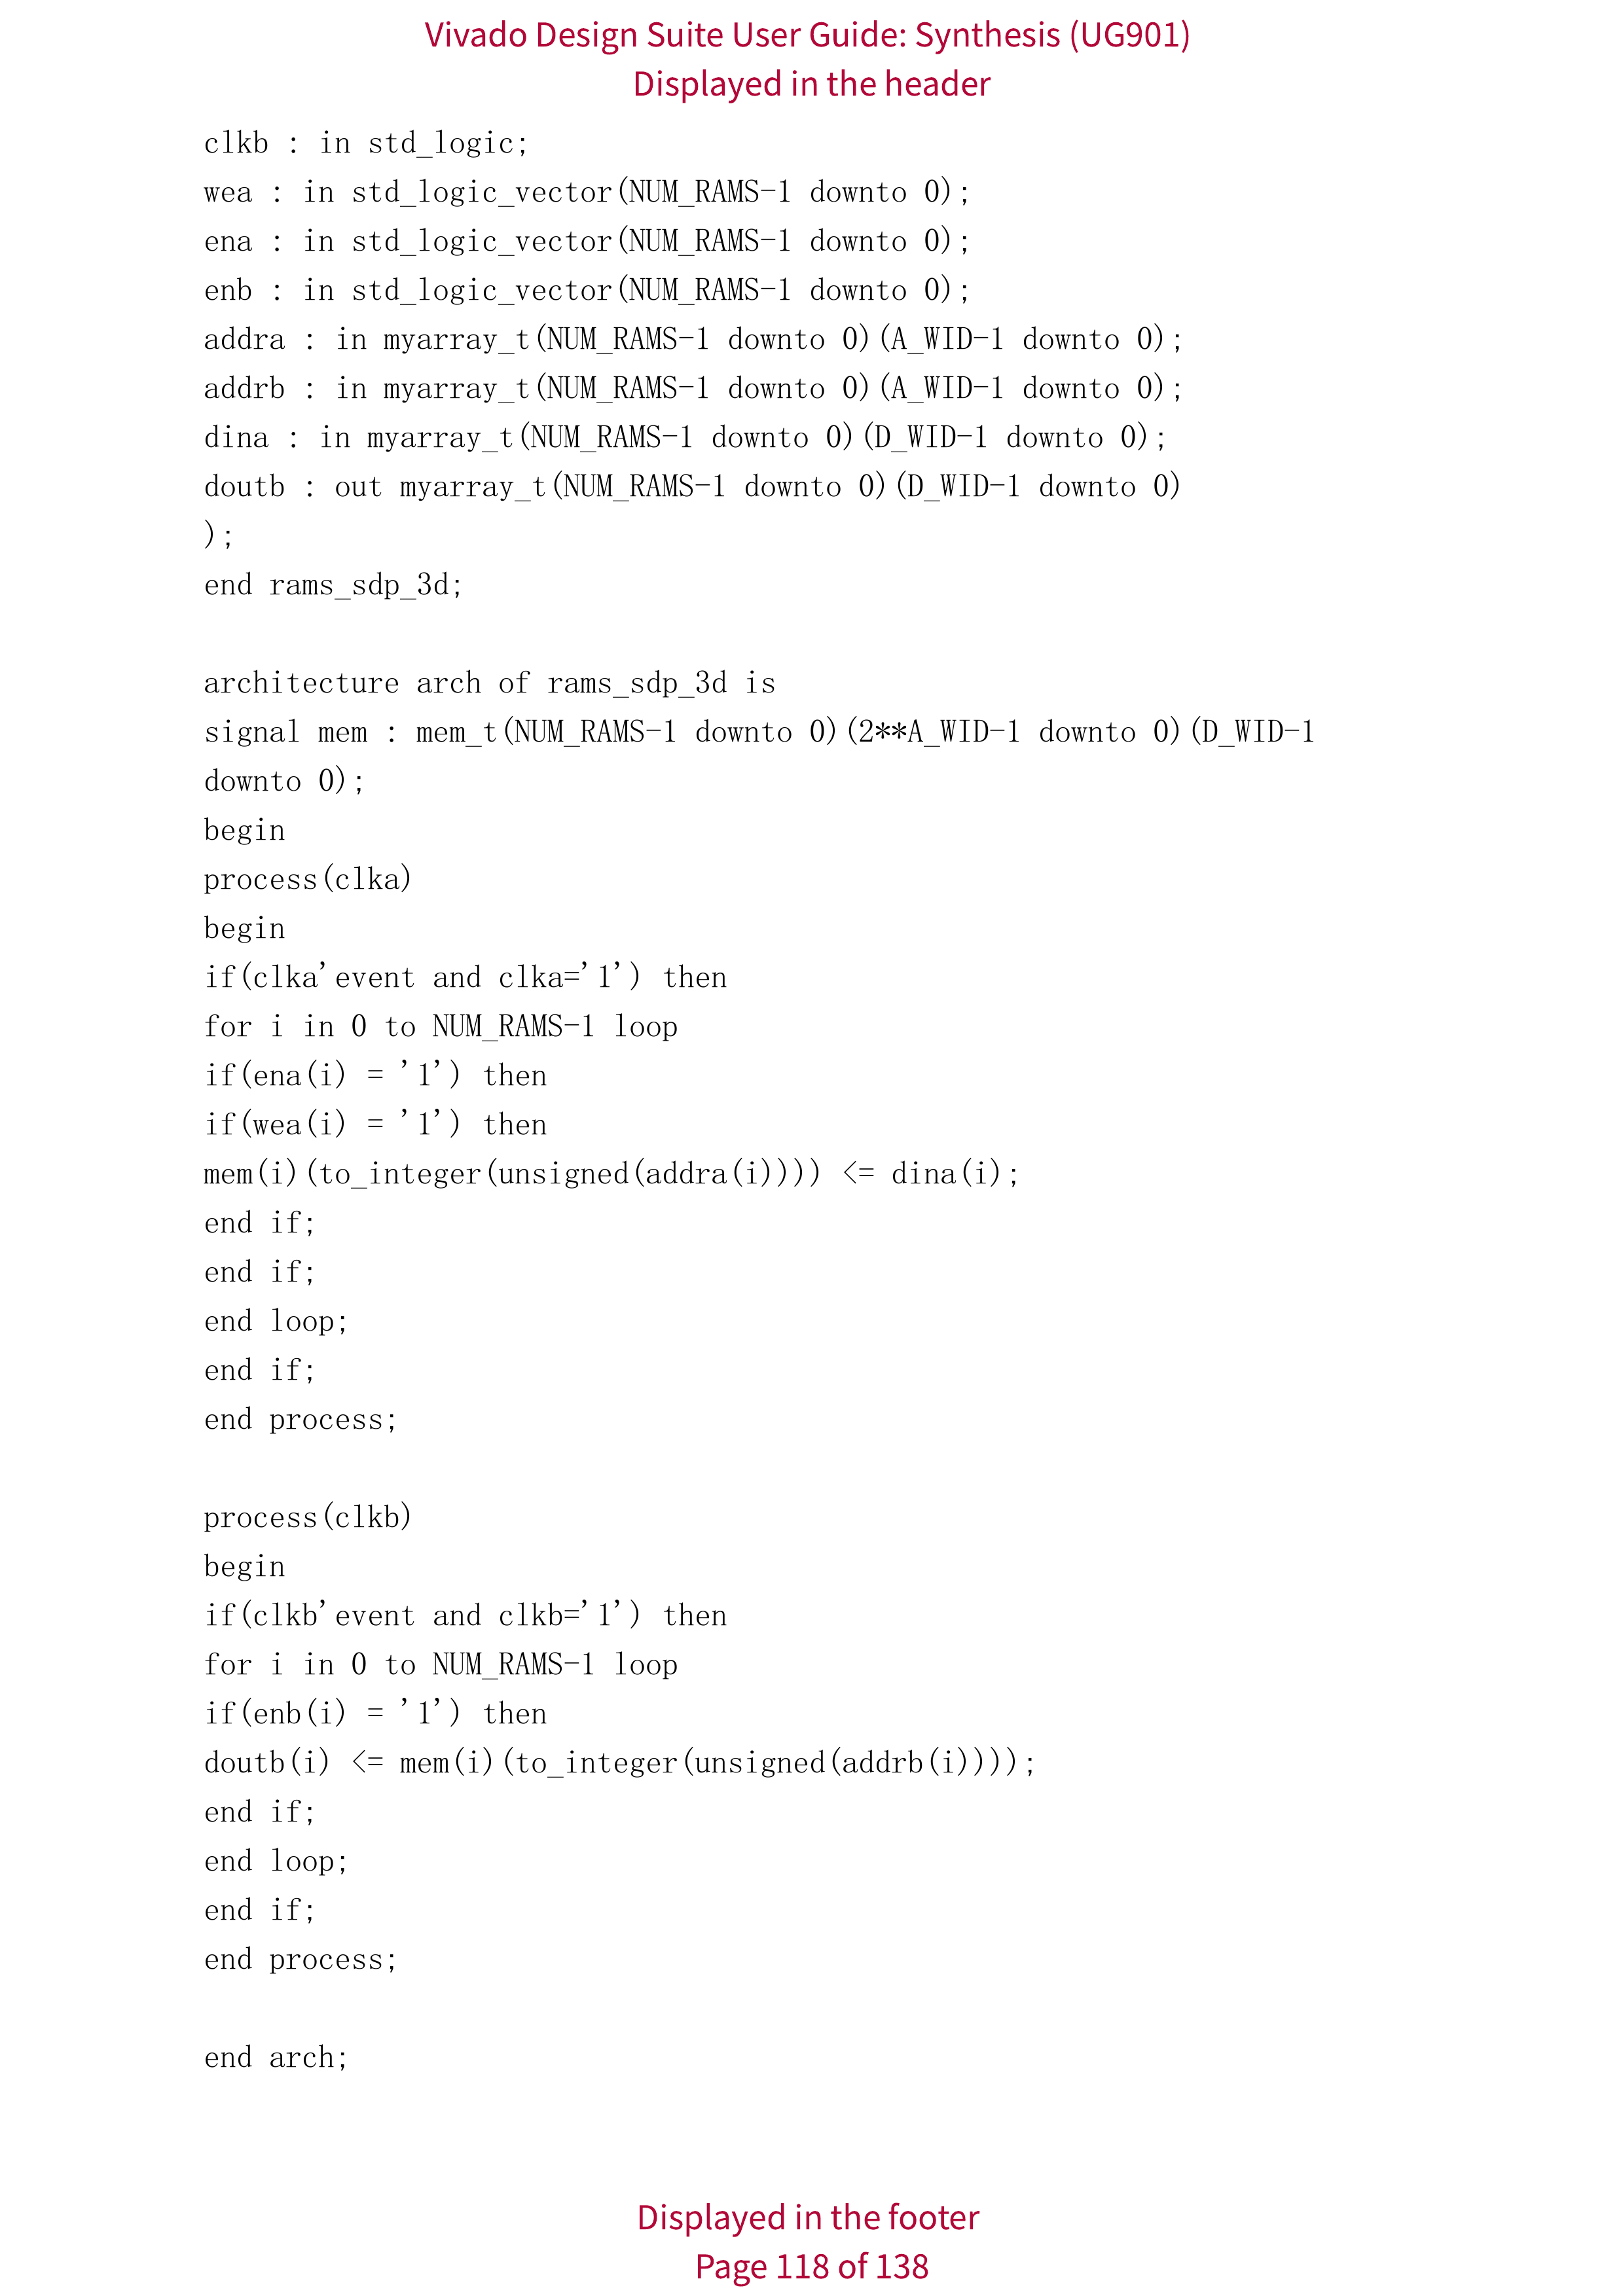 Vivado Design Suite User Guide: Synthesis (UG901)
Displayed in the header
clkb : in std_logic;
wea : in std_logic_vector(NUM_RAMS-1 downto 0);
ena : in std_logic_vector(NUM_RAMS-1 downto 0);
enb : in std_logic_vector(NUM_RAMS-1 downto 0);
addra : in myarray_t(NUM_RAMS-1 downto 0)(A_WID-1 downto 0);
addrb : in myarray_t(NUM_RAMS-1 downto 0)(A_WID-1 downto 0);
dina : in myarray_t(NUM_RAMS-1 downto 0)(D_WID-1 downto 0);
doutb : out myarray_t(NUM_RAMS-1 downto 0)(D_WID-1 downto 0)
);
end rams_sdp_3d;
architecture arch of rams_sdp_3d is
signal mem : mem_t(NUM_RAMS-1 downto 0)(2**A_WID-1 downto 0)(D_WID-1
downto 0);
begin
process(clka)
begin
if(clka'event and clka='1') then
for i in 0 to NUM_RAMS-1 loop
if(ena(i) = '1') then
if(wea(i) = '1') then
mem(i)(to_integer(unsigned(addra(i)))) <= dina(i);
end if;
end if;
end loop;
end if;
end process;
process(clkb)
begin
if(clkb'event and clkb='1') then
for i in 0 to NUM_RAMS-1 loop
if(enb(i) = '1') then
doutb(i) <= mem(i)(to_integer(unsigned(addrb(i))));
end if;
end loop;
end if;
end process;
end arch;
Displayed in the footer
Page 118 of 138